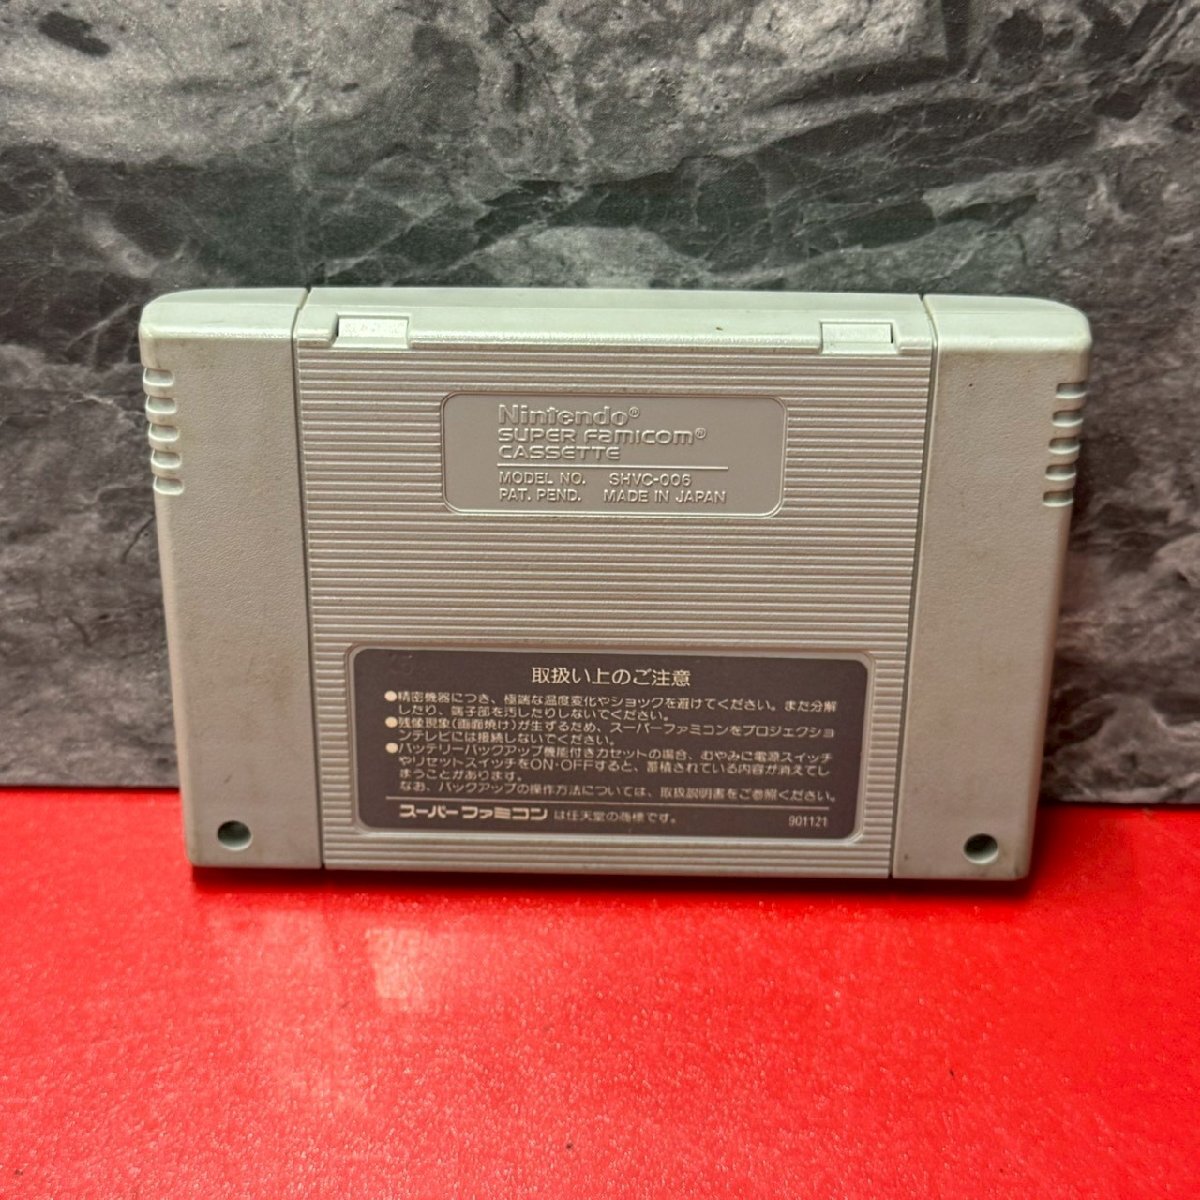 Nintendo®
SUPER FAMICOM®
CASSETTE
MODEL NO. SHVC-006
PAT. PEND. MADE IN JAPAN
取扱い上のご注意
●精密機器につき、極端な温度変化やショックを避けてください。また分解
したり、端子部を汚したりしないでください。
●残像現象(画面焼け)が生ずるため、スーパーファミコンをプロジェクショ
ンテレビには接続しないでください。
●バッテリーバックアップ機能付きカセットの場合、むやみに電源スイッチ
やリセットスイッチをON・OFFすると、蓄積されている内容が消えてし
まうことがあります。
なお、バックアップの操作方法については、取扱説明書をご参照ください。
スーパーファミコンは任天堂の商標です。
901121